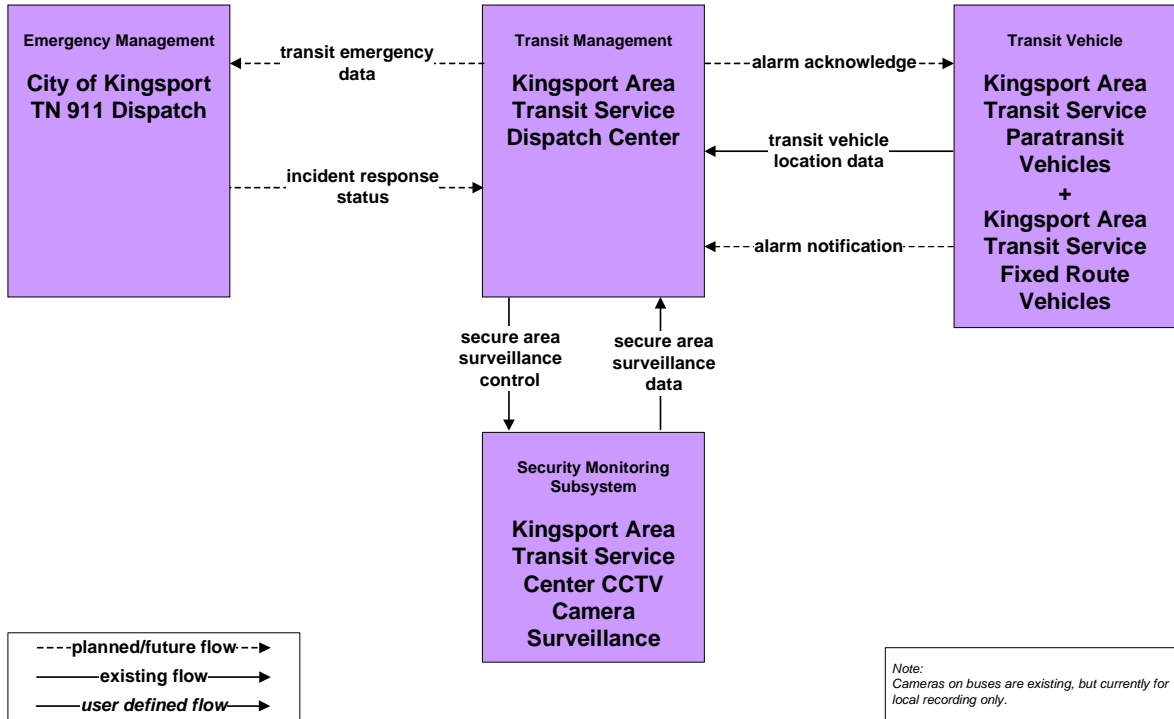 Emergency Management
City of Kingsport
TN 911 Dispatch
transit emergency
data
incident response
status
Transit Management
Kingsport Area
Transit Service
Dispatch Center
alarm acknowledge
transit vehicle
location data
alarm notification
Transit Vehicle
Kingsport Area
Transit Service
Paratransit
Vehicles
+
Kingsport Area
Transit Service
Fixed Route
Vehicles
secure area
surveillance
control
secure area
surveillance
data
Security Monitoring
Subsystem
Kingsport Area
Transit Service
Center CCTV
Camera
Surveillance
planned/future flow
existing flow
user defined flow
Note:
Cameras on buses are existing, but currently for
local recording only.